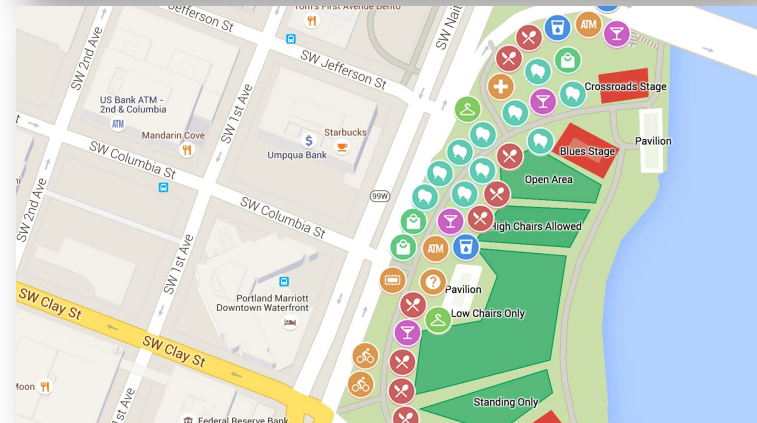 Jefferson St
Tom's First Avenue Bento
SW Nait
ATM
SW 2nd Ave
SW Jefferson St
Crossroads Stage
US Bank ATM -
2nd & Columbia
ATM
SW 1st Ave
Mandarin Cove
Starbucks
$
Umpqua Bank
Pavilion
Blues Stage
SW Columbia St
Open Area
99W
SW 2nd Ave
SW Columbia St
High Chairs Allowed
ATM
SW 1st Ave
?
Pavilion
Portland Marriott
Downtown Waterfront
SW Clay St
Low Chairs Only
SW Clay St
Moon
Standing Only
st Ave
Federal Reserve Bank